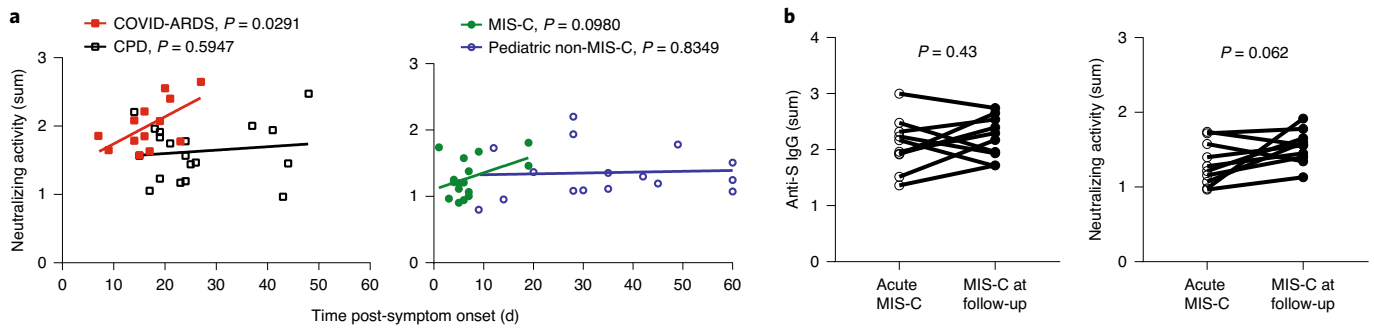 a
COVID-ARDS, P = 0.0291
CPD, P = 0.5947
MIS-C, P = 0.0980
Pediatric non-MIS-C, P = 0.8349
Neutralizing activity (sum)
3
2
1
0
0 10 20 30 40 50 60
3
2
1
0
0 10 20 30 40 50 60
Time post-symptom onset (d)
b
P = 0.43
Anti-S IgG (sum)
4
3
2
1
0
Acute
MIS-C
MIS-C at
follow-up
P = 0.062
Neutralizing activity (sum)
3
2
1
0
Acute
MIS-C
MIS-C at
follow-up